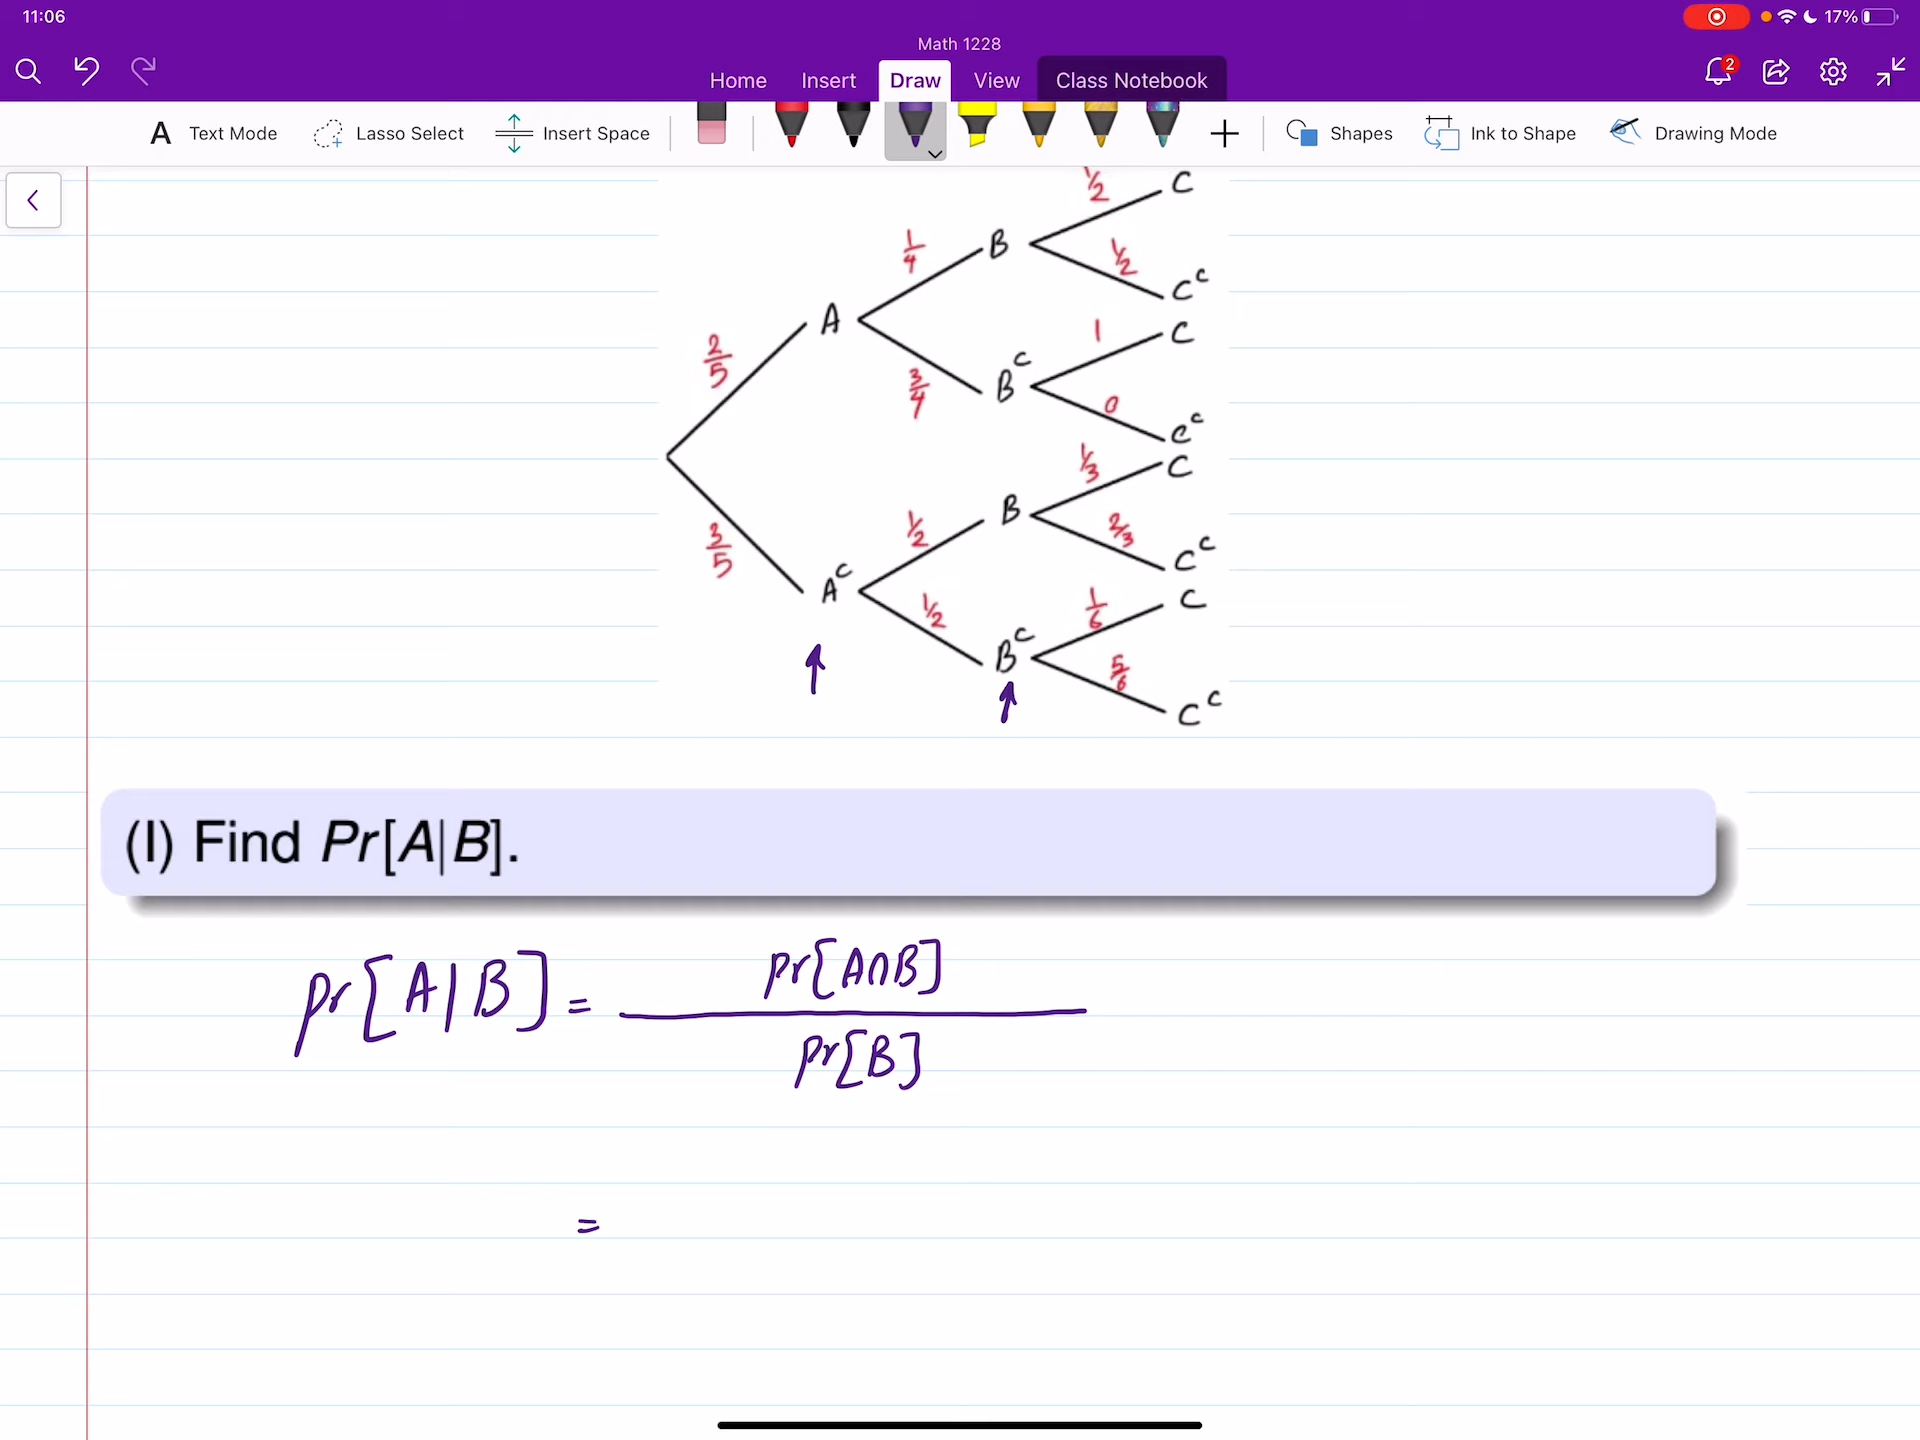 11:06
17%
Math 1228
2
Home Insert Draw View Class Notebook
A Text Mode Lasso Select Insert Space Shapes Ink to Shape Drawing Mode
1/2 C
1/4 B
1/2 C^c
2/5 A
1 C
3/4 B^c
0 C^c
1/3 C
1/2 B
2/3 C^c
3/5 A^c
1/6 C
1/2 B^c
5/6 C^c
(I) Find Pr[A|B].
Pr[A|B] = Pr[A∩B]
Pr[B]
=